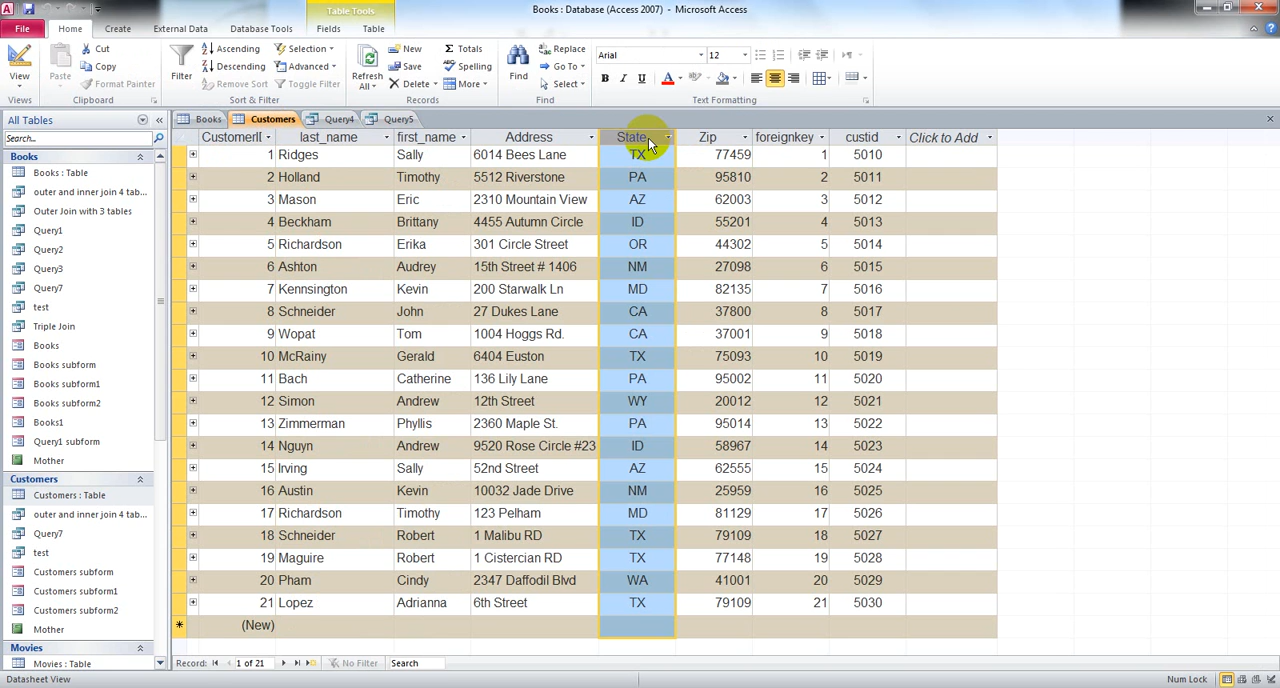 Table Tools
Books : Database (Access 2007) - Microsoft Access
File Home Create External Data Database Tools Fields Table
View
Views
Paste
Cut
Copy
Format Painter
Clipboard
Filter
Ascending
Descending
Remove Sort
Selection
Advanced
Toggle Filter
Sort & Filter
Refresh All
New
Save
Delete
Totals
Spelling
More
Records
Find
Replace
Go To
Select
Find
Arial 12
B I U A
Text Formatting
All Tables
Search...
Books
Books : Table
outer and inner join 4 tab...
Outer Join with 3 tables
Query1
Query2
Query3
Query7
test
Triple Join
Books
Books subform
Books subform1
Books subform2
Books1
Query1 subform
Mother
Customers
Customers : Table
outer and inner join 4 tab...
Query7
test
Customers subform
Customers subform1
Customers subform2
Mother
Movies
Movies : Table
Books Customers Query4 Query5
CustomerI last_name first_name Address State Zip foreignkey custid Click to Add
1 Ridges Sally 6014 Bees Lane TX 77459 1 5010
2 Holland Timothy 5512 Riverstone PA 95810 2 5011
3 Mason Eric 2310 Mountain View AZ 62003 3 5012
4 Beckham Brittany 4455 Autumn Circle ID 55201 4 5013
5 Richardson Erika 301 Circle Street OR 44302 5 5014
6 Ashton Audrey 15th Street # 1406 NM 27098 6 5015
7 Kennsington Kevin 200 Starwalk Ln MD 82135 7 5016
8 Schneider John 27 Dukes Lane CA 37800 8 5017
9 Wopat Tom 1004 Hoggs Rd. CA 37001 9 5018
10 McRainy Gerald 6404 Euston TX 75093 10 5019
11 Bach Catherine 136 Lily Lane PA 95002 11 5020
12 Simon Andrew 12th Street WY 20012 12 5021
13 Zimmerman Phyllis 2360 Maple St. PA 95014 13 5022
14 Nguyn Andrew 9520 Rose Circle #23 ID 58967 14 5023
15 Irving Sally 52nd Street AZ 62555 15 5024
16 Austin Kevin 10032 Jade Drive NM 25959 16 5025
17 Richardson Timothy 123 Pelham MD 81129 17 5026
18 Schneider Robert 1 Malibu RD TX 79109 18 5027
19 Maguire Robert 1 Cistercian RD TX 77148 19 5028
20 Pham Cindy 2347 Daffodil Blvd WA 41001 20 5029
21 Lopez Adrianna 6th Street TX 79109 21 5030
(New)
Record: 1 of 21 No Filter Search
Datasheet View Num Lock